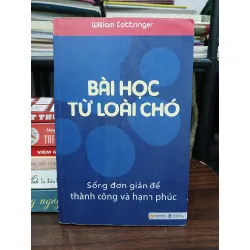 William Cottringer
BÀI HỌC
TỪ LOÀI CHÓ
Sống đơn giản để
thành công và hạnh phúc